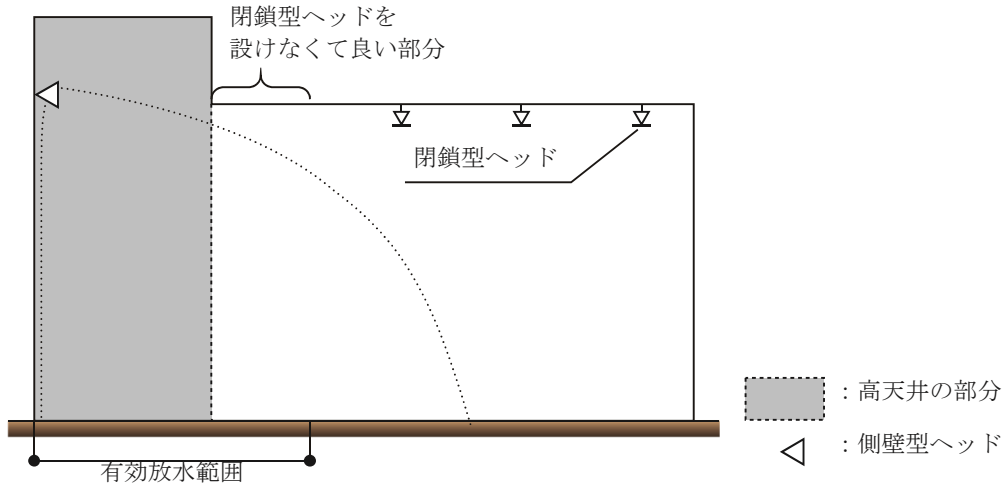 閉鎖型ヘッドを
設けなくて良い部分
閉鎖型ヘッド
：高天井の部分
：側壁型ヘッド
有効放水範囲